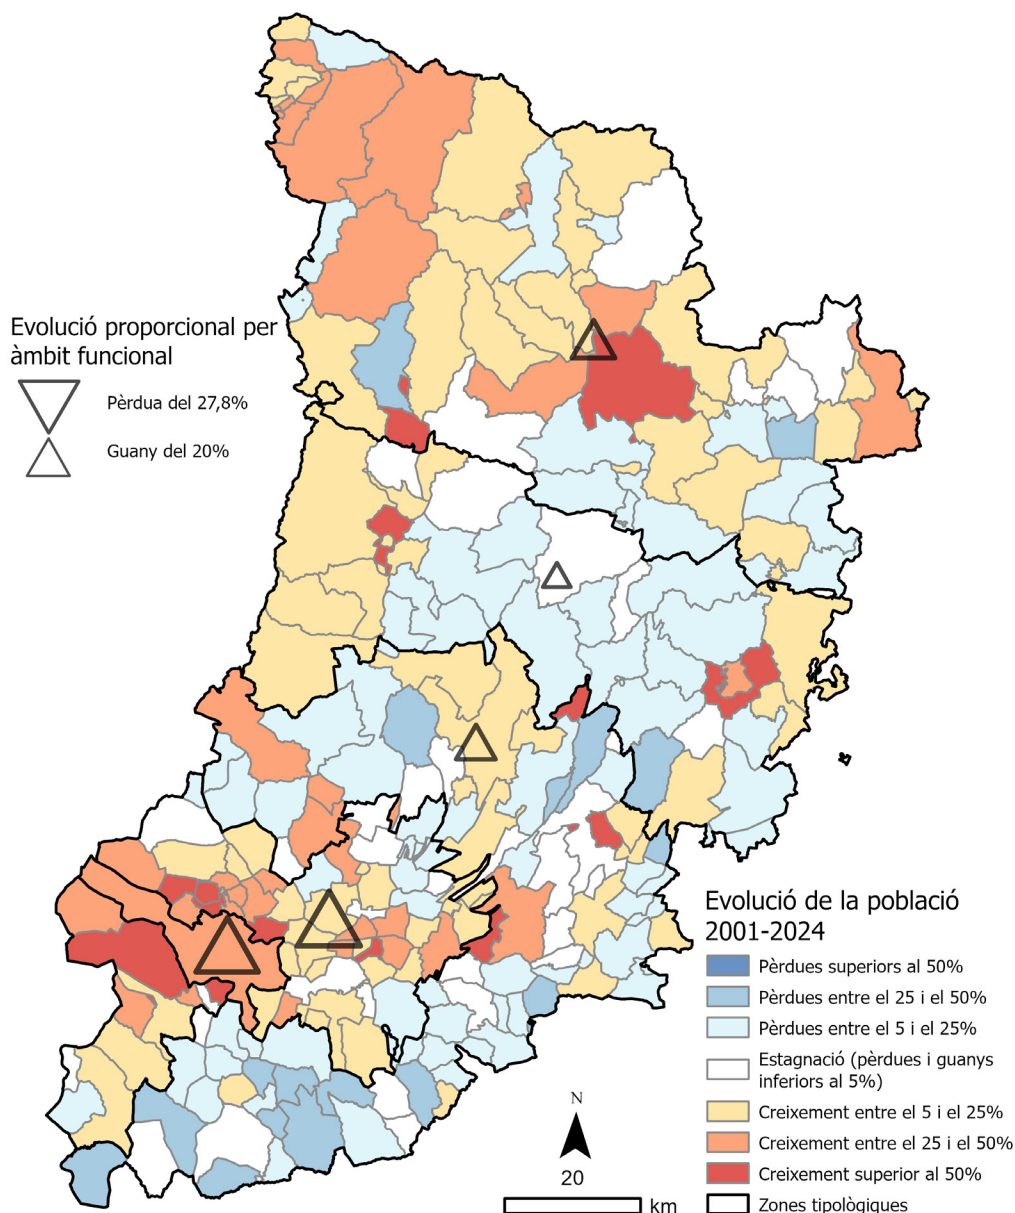 Evolució proporcional per
àmbit funcional
Pèrdua del 27,8%
Guany del 20%
Evolució de la població
2001-2024
Pèrdues superiors al 50%
Pèrdues entre el 25 i el 50%
Pèrdues entre el 5 i el 25%
Estagnació (pèrdues i guanys
inferiors al 5%)
Creixement entre el 5 i el 25%
Creixement entre el 25 i el 50%
Creixement superior al 50%
Zones tipològiques
N
20
km